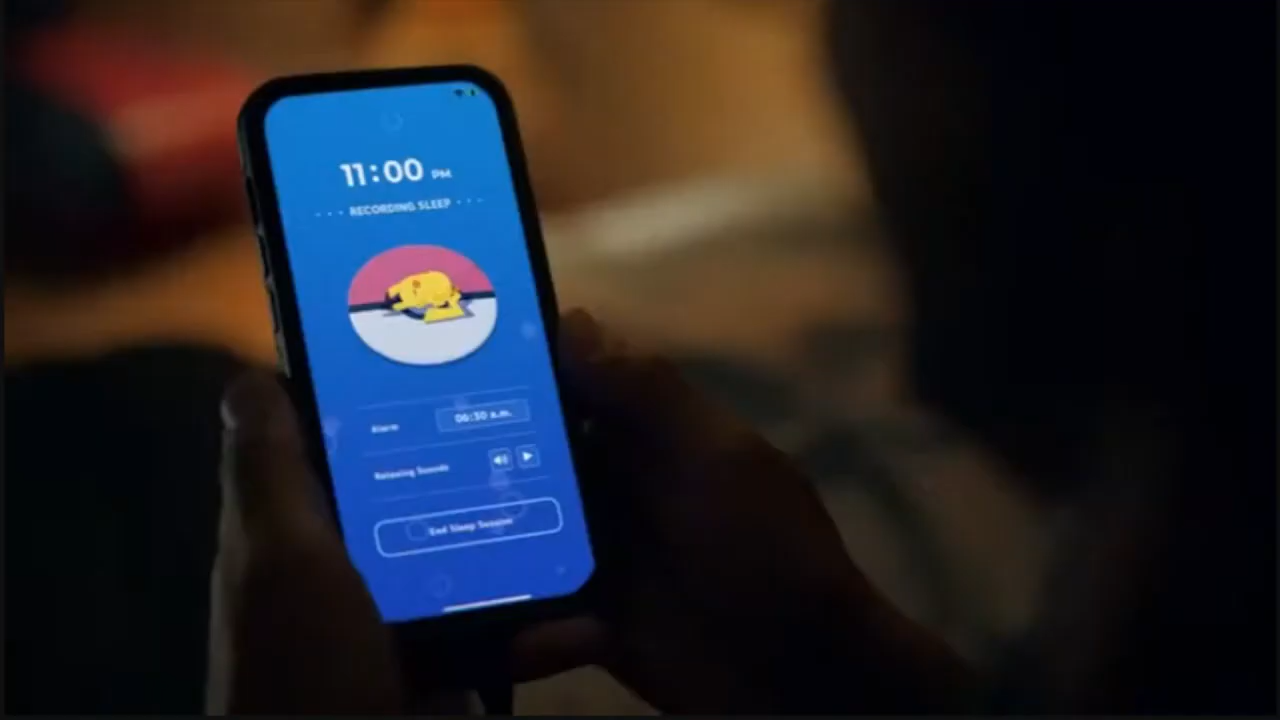 11:00 PM
RECORDING SLEEP
Alarm
06:30 a.m.
Relaxing Sounds
End Sleep Session